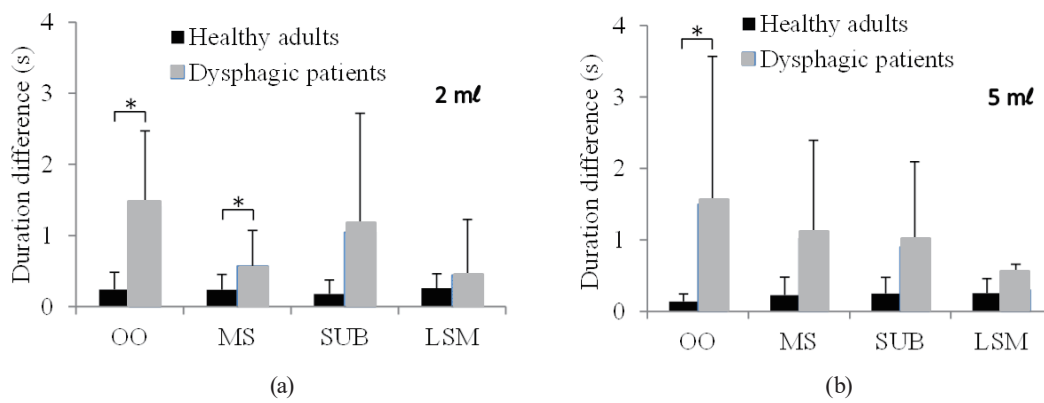 Duration difference (s)
4
3
2
1
0
Healthy adults
Dysphagic patients
2 mℓ
*
*
OO MS SUB LSM
(a)
Duration difference (s)
4
3
2
1
0
Healthy adults
Dysphagic patients
5 mℓ
*
OO MS SUB LSM
(b)